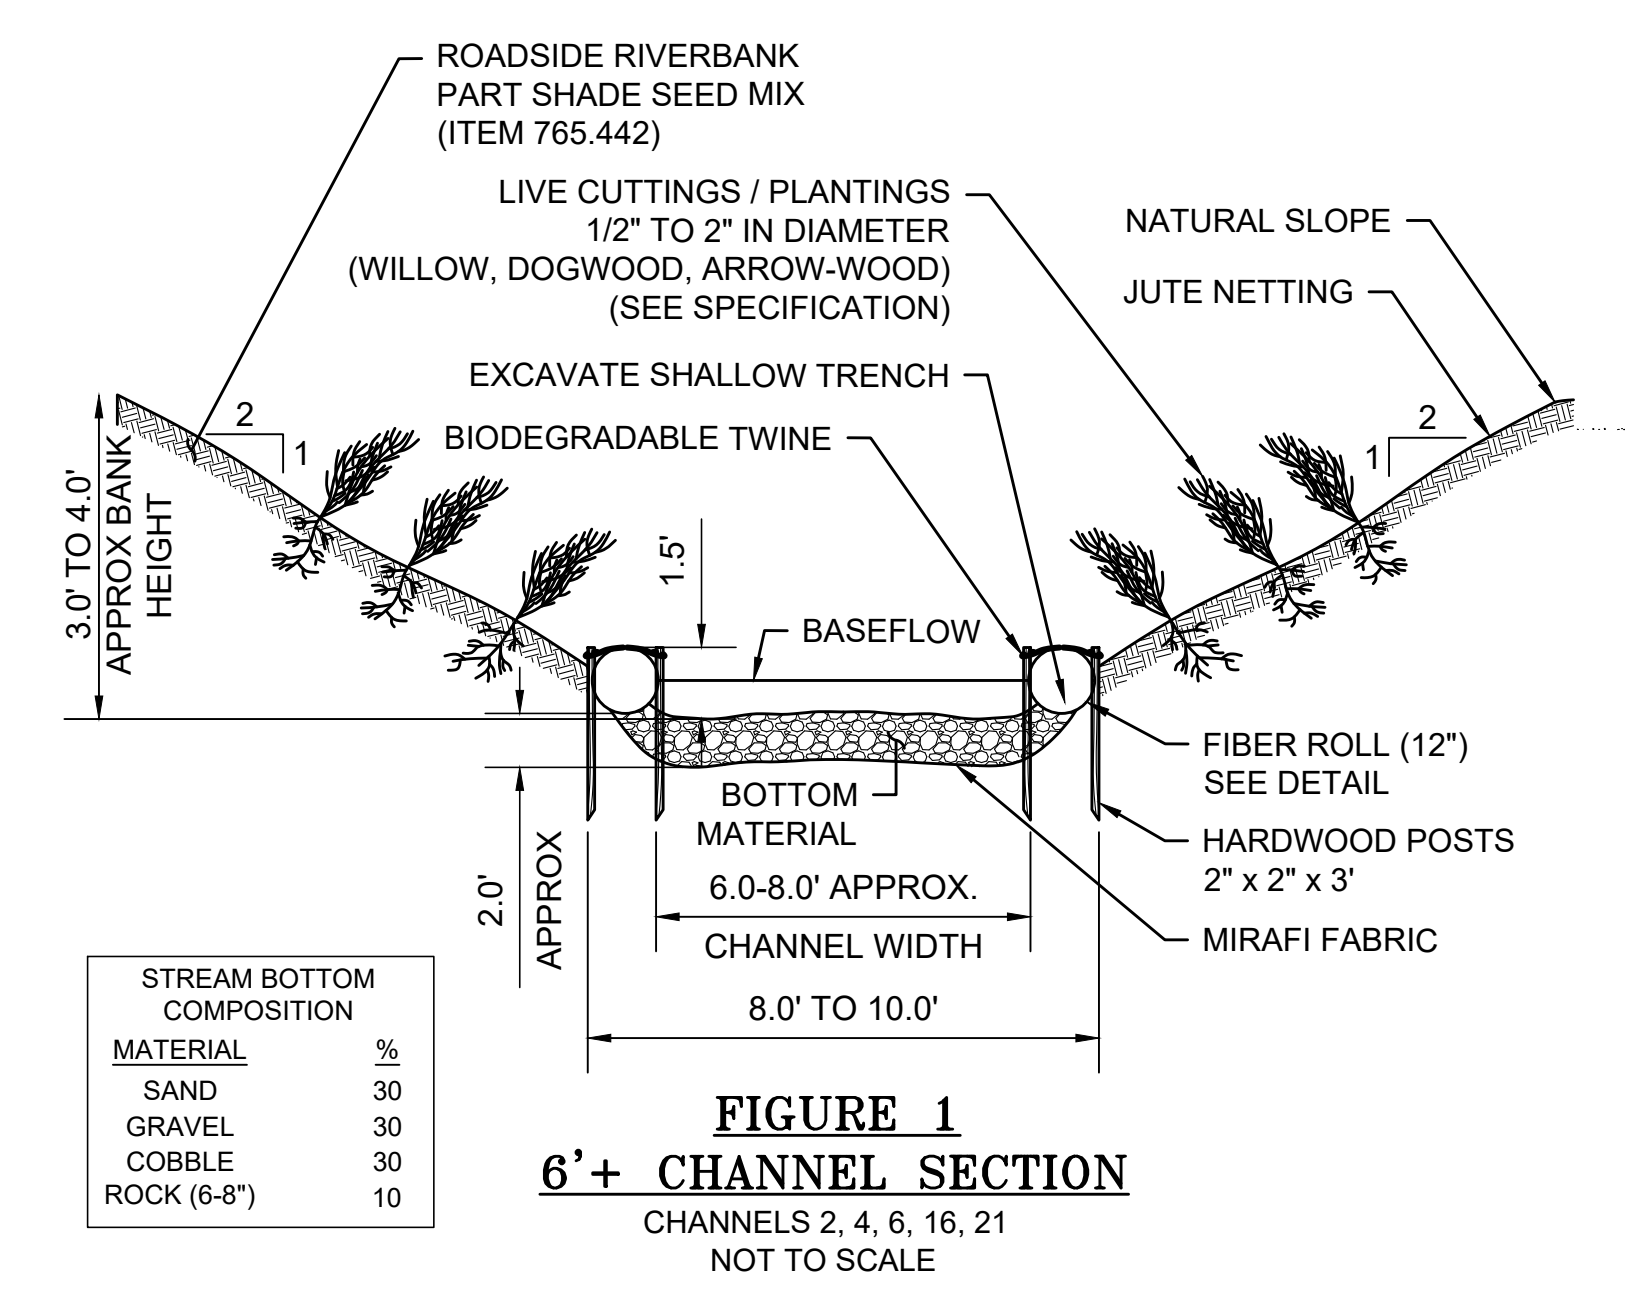 ROADSIDE RIVERBANK
PART SHADE SEED MIX
(ITEM 765.442)
LIVE CUTTINGS / PLANTINGS
1/2" TO 2" IN DIAMETER
(WILLOW, DOGWOOD, ARROW-WOOD)
(SEE SPECIFICATION)
NATURAL SLOPE
JUTE NETTING
EXCAVATE SHALLOW TRENCH
BIODEGRADABLE TWINE
2
1
2
1
3.0' TO 4.0'
APPROX BANK
HEIGHT
1.5'
BASEFLOW
FIBER ROLL (12")
SEE DETAIL
BOTTOM
MATERIAL
HARDWOOD POSTS
2" x 2" x 3'
2.0'
APPROX
6.0-8.0' APPROX.
CHANNEL WIDTH
MIRAFI FABRIC
8.0' TO 10.0'
STREAM BOTTOM
COMPOSITION
MATERIAL %
SAND 30
GRAVEL 30
COBBLE 30
ROCK (6-8") 10
FIGURE 1
6'+ CHANNEL SECTION
CHANNELS 2, 4, 6, 16, 21
NOT TO SCALE